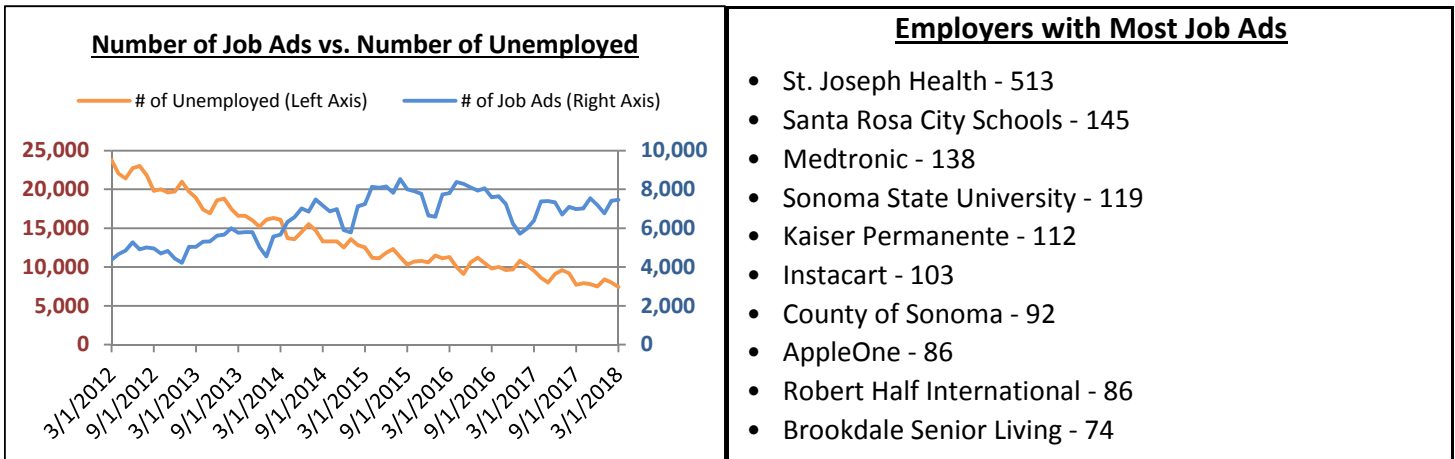 Number of Job Ads vs. Number of Unemployed
# of Unemployed (Left Axis)
# of Job Ads (Right Axis)
25,000
20,000
15,000
10,000
5,000
0
10,000
8,000
6,000
4,000
2,000
0
3/1/2012
9/1/2012
3/1/2013
9/1/2013
3/1/2014
9/1/2014
3/1/2015
9/1/2015
3/1/2016
9/1/2016
3/1/2017
9/1/2017
3/1/2018
Employers with Most Job Ads
• St. Joseph Health - 513
• Santa Rosa City Schools - 145
• Medtronic - 138
• Sonoma State University - 119
• Kaiser Permanente - 112
• Instacart - 103
• County of Sonoma - 92
• AppleOne - 86
• Robert Half International - 86
• Brookdale Senior Living - 74